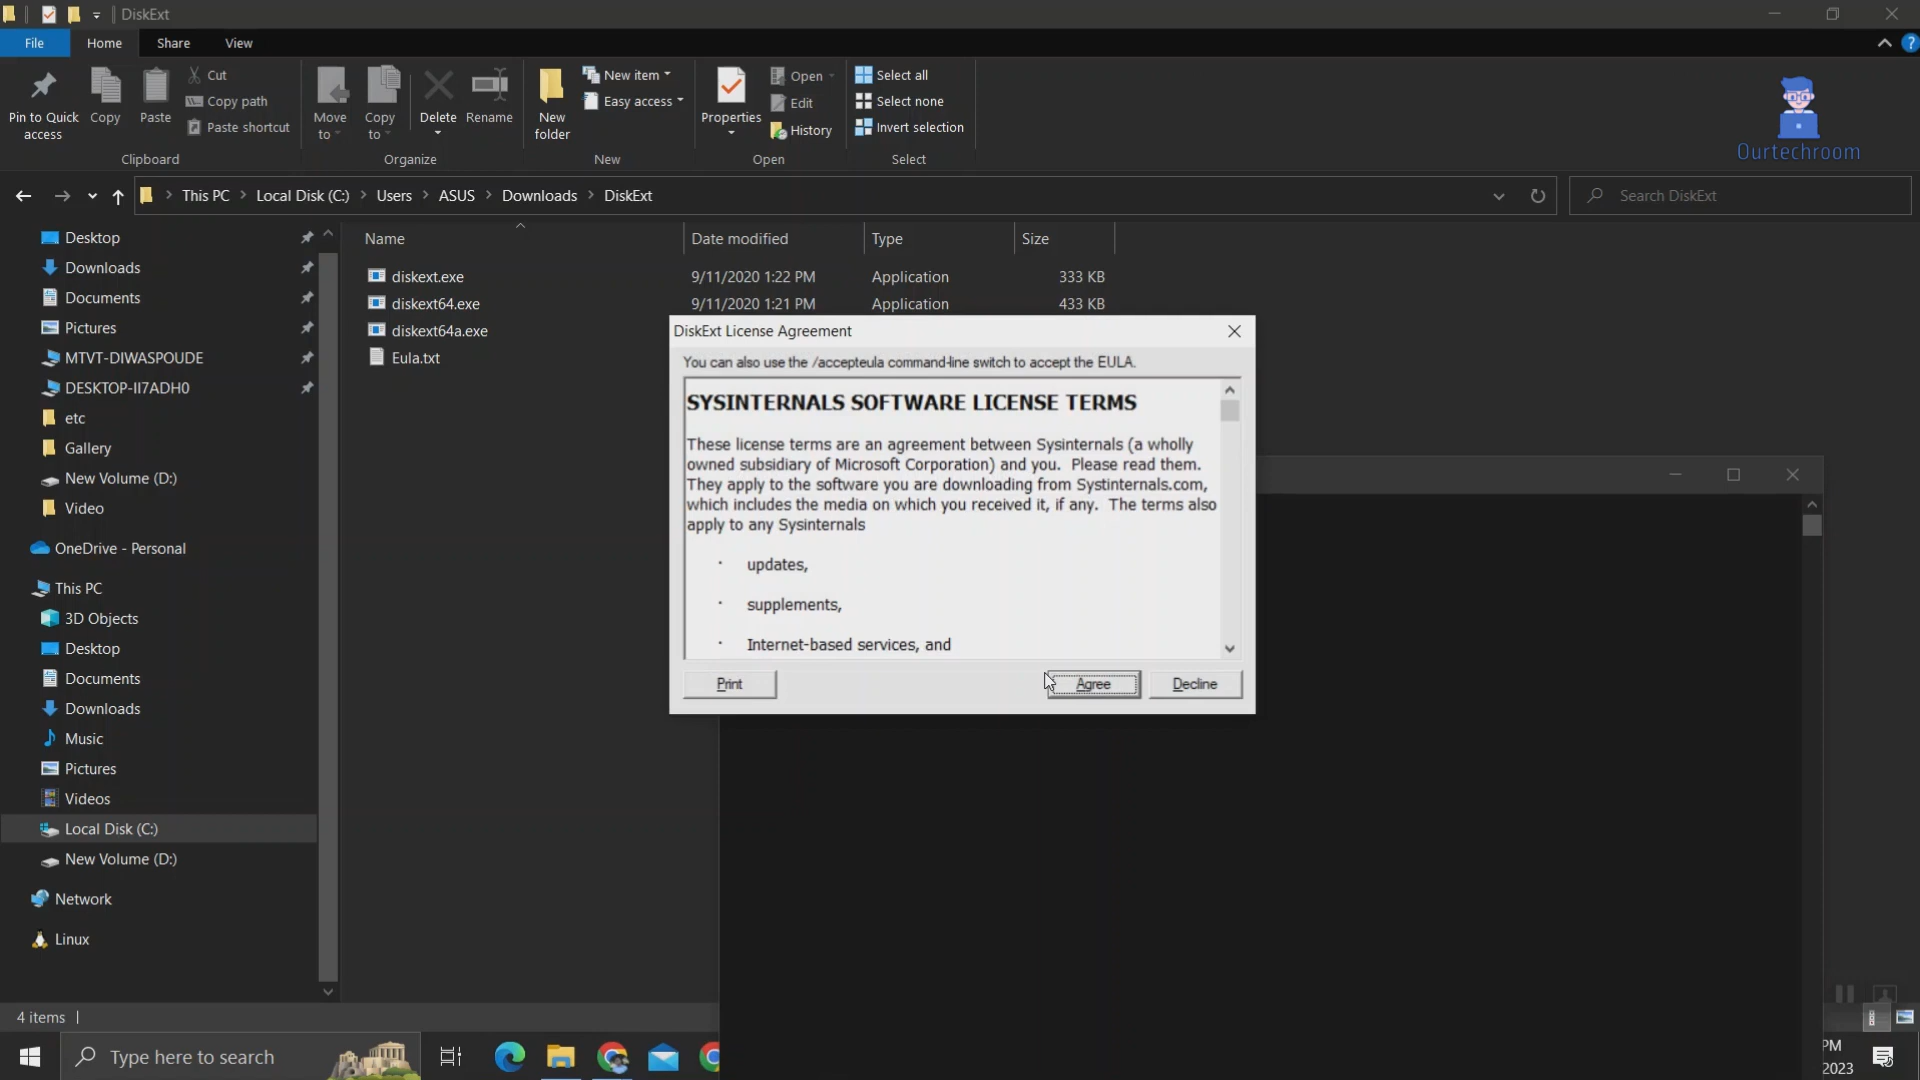 DiskExt
File Home Share View
Pin to Quick access
Copy
Paste
Cut
Copy path
Paste shortcut
Clipboard
Move to
Copy to
Delete
Rename
Organize
New folder
New item
Easy access
New
Properties
Open
Edit
History
Open
Select all
Select none
Invert selection
Select
Ourtechroom
This PC > Local Disk (C:) > Users > ASUS > Downloads > DiskExt
Search DiskExt
Name Date modified Type Size
diskext.exe 9/11/2020 1:22 PM Application 333 KB
diskext64.exe 9/11/2020 1:21 PM Application 433 KB
diskext64a.exe
Eula.txt
Desktop
Downloads
Documents
Pictures
MTVT-DIWASPOUDE
DESKTOP-II7ADH0
etc
Gallery
New Volume (D:)
Video
OneDrive - Personal
This PC
3D Objects
Desktop
Documents
Downloads
Music
Pictures
Videos
Local Disk (C:)
New Volume (D:)
Network
Linux
4 items
DiskExt License Agreement
You can also use the /accepteula command-line switch to accept the EULA.
SYSINTERNALS SOFTWARE LICENSE TERMS
These license terms are an agreement between Sysinternals (a wholly
owned subsidiary of Microsoft Corporation) and you. Please read them.
They apply to the software you are downloading from Systinternals.com,
which includes the media on which you received it, if any. The terms also
apply to any Sysinternals
· updates,
· supplements,
· Internet-based services, and
Print Agree Decline
Type here to search
PM
2023